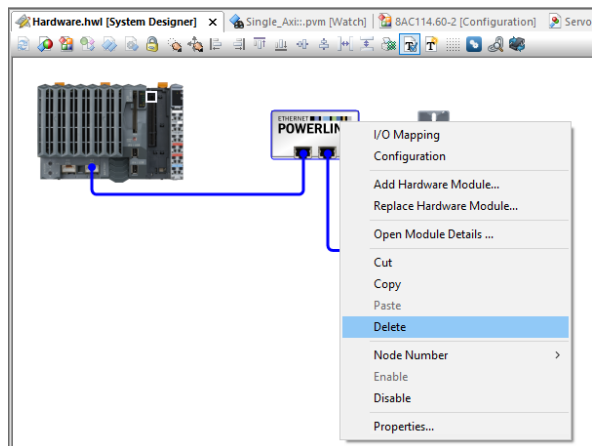 Hardware.hwl [System Designer] Single_Axi::.pvm [Watch] 8AC114.60-2 [Configuration] Servo
ETHERNET
POWERLIN
I/O Mapping
Configuration
Add Hardware Module...
Replace Hardware Module...
Open Module Details ...
Cut
Copy
Paste
Delete
Node Number
Enable
Disable
Properties...